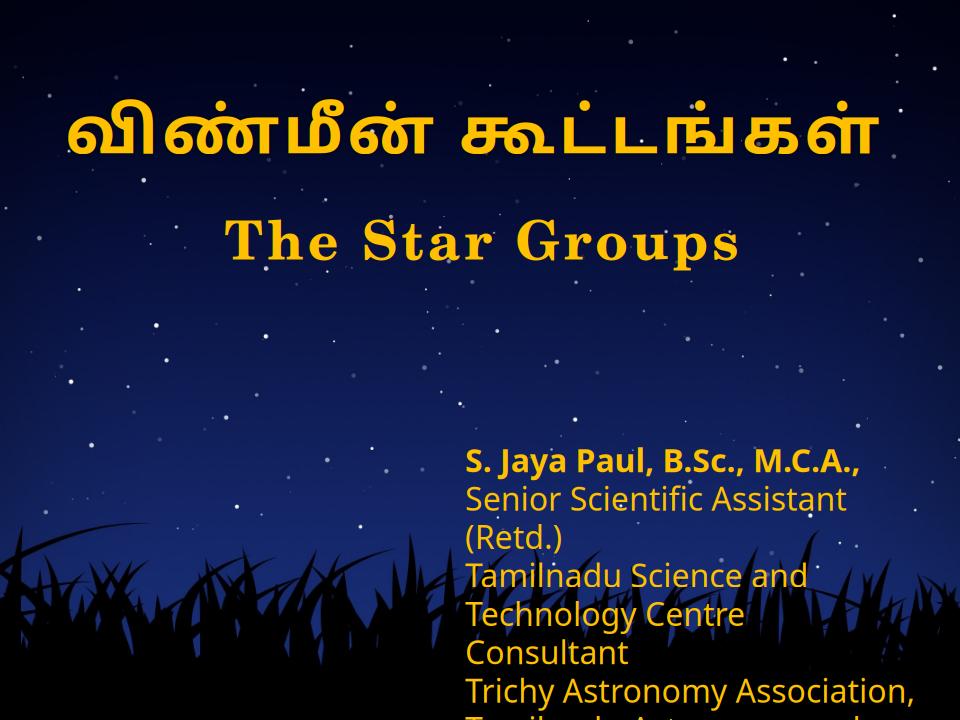 விண்மீன் கூட்டங்கள்
The Star Groups
S. Jaya Paul, B.Sc., M.C.A.,
Senior Scientific Assistant
(Retd.)
Tamilnadu Science and
Technology Centre
Consultant
Trichy Astronomy Association,